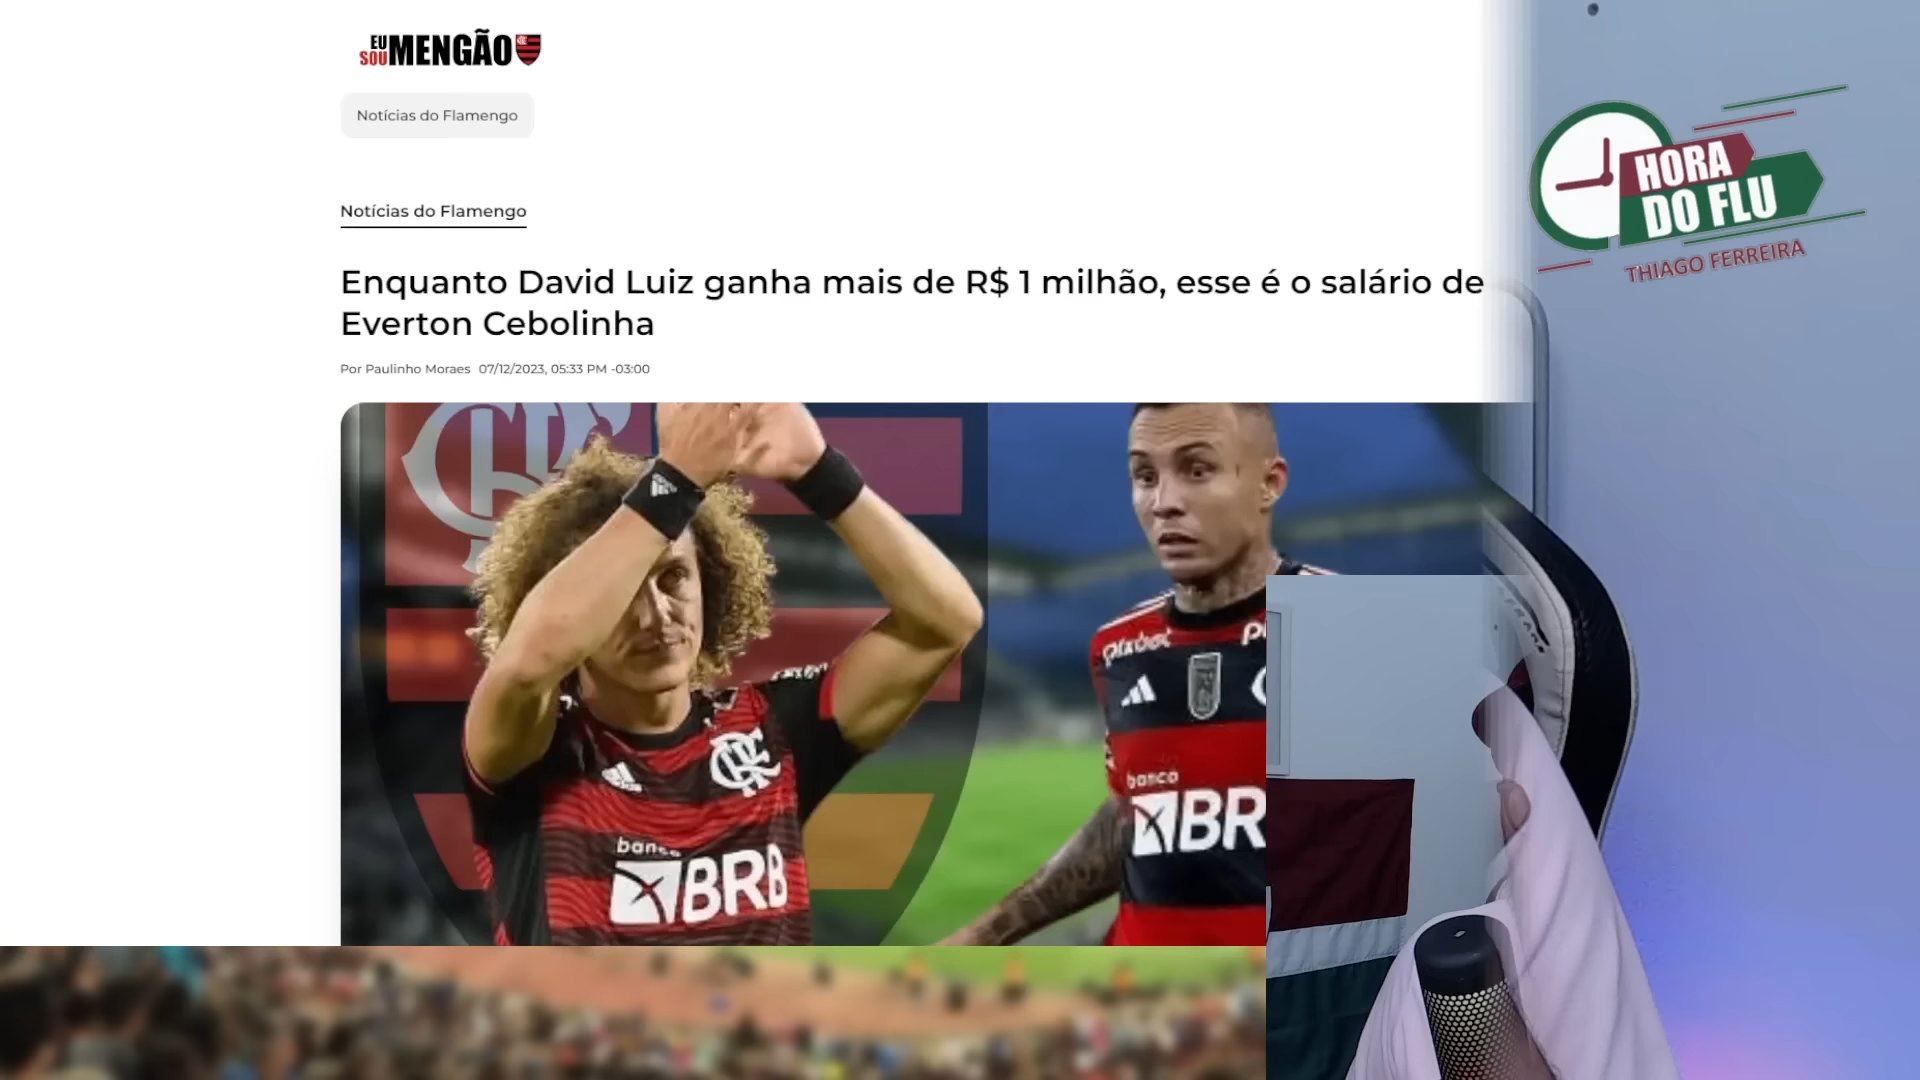 EU
SOU MENGÃO
Notícias do Flamengo
Notícias do Flamengo
Enquanto David Luiz ganha mais de R$ 1 milhão, esse é o salário de
Everton Cebolinha
Por Paulinho Moraes 07/12/2023, 05:33 PM -03:00
HORA
DO FLU
THIAGO FERREIRA
pixbet
banco
BRB
banco
BR